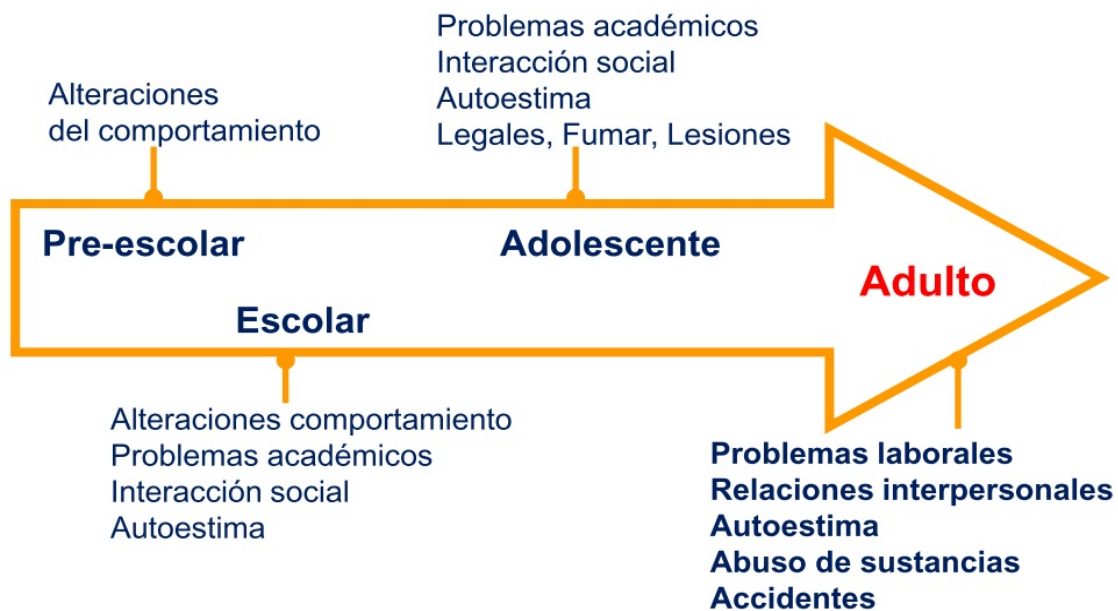 Problemas académicos
Interacción social
Autoestima
Legales, Fumar, Lesiones
Alteraciones
del comportamiento
Pre-escolar
Adolescente
Adulto
Escolar
Alteraciones comportamiento
Problemas académicos
Interacción social
Autoestima
Problemas laborales
Relaciones interpersonales
Autoestima
Abuso de sustancias
Accidentes